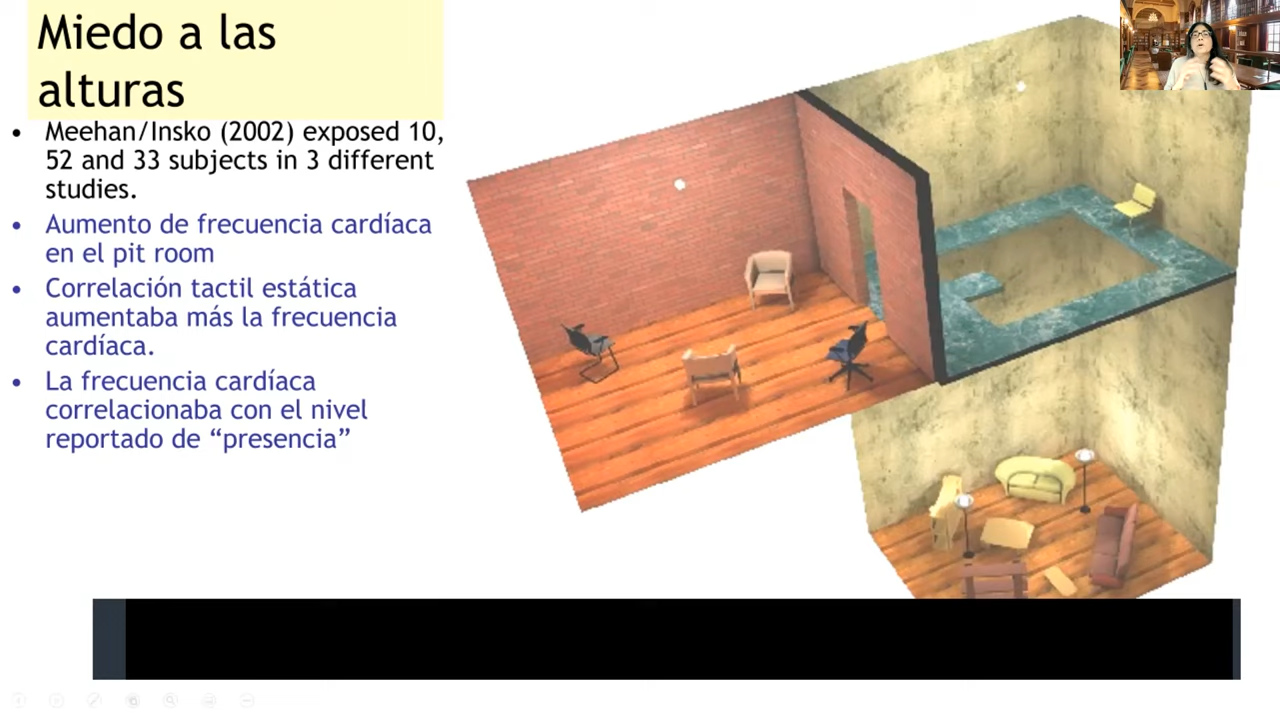 Miedo a las
alturas
• Meehan/Insko (2002) exposed 10,
52 and 33 subjects in 3 different
studies.
• Aumento de frecuencia cardíaca
en el pit room
• Correlación tactil estática
aumentaba más la frecuencia
cardíaca.
• La frecuencia cardíaca
correlacionaba con el nivel
reportado de “presencia”